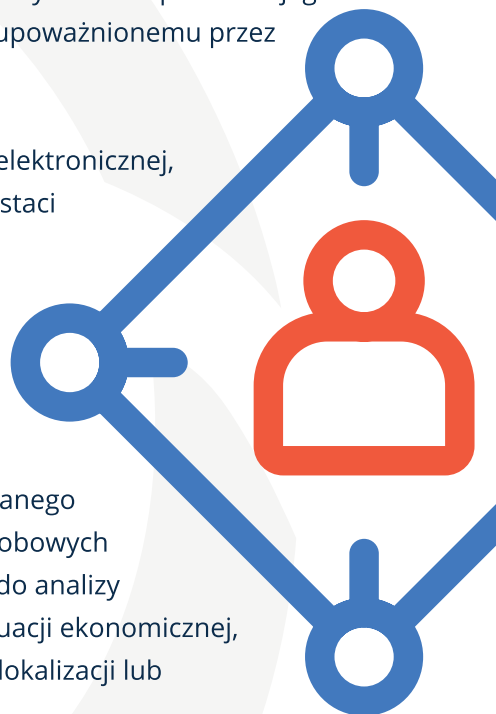 upoważnionemu przez
elektronicznej,
staci
anego
obowych
do analizy
uacji ekonomicznej,
lokalizacji lub